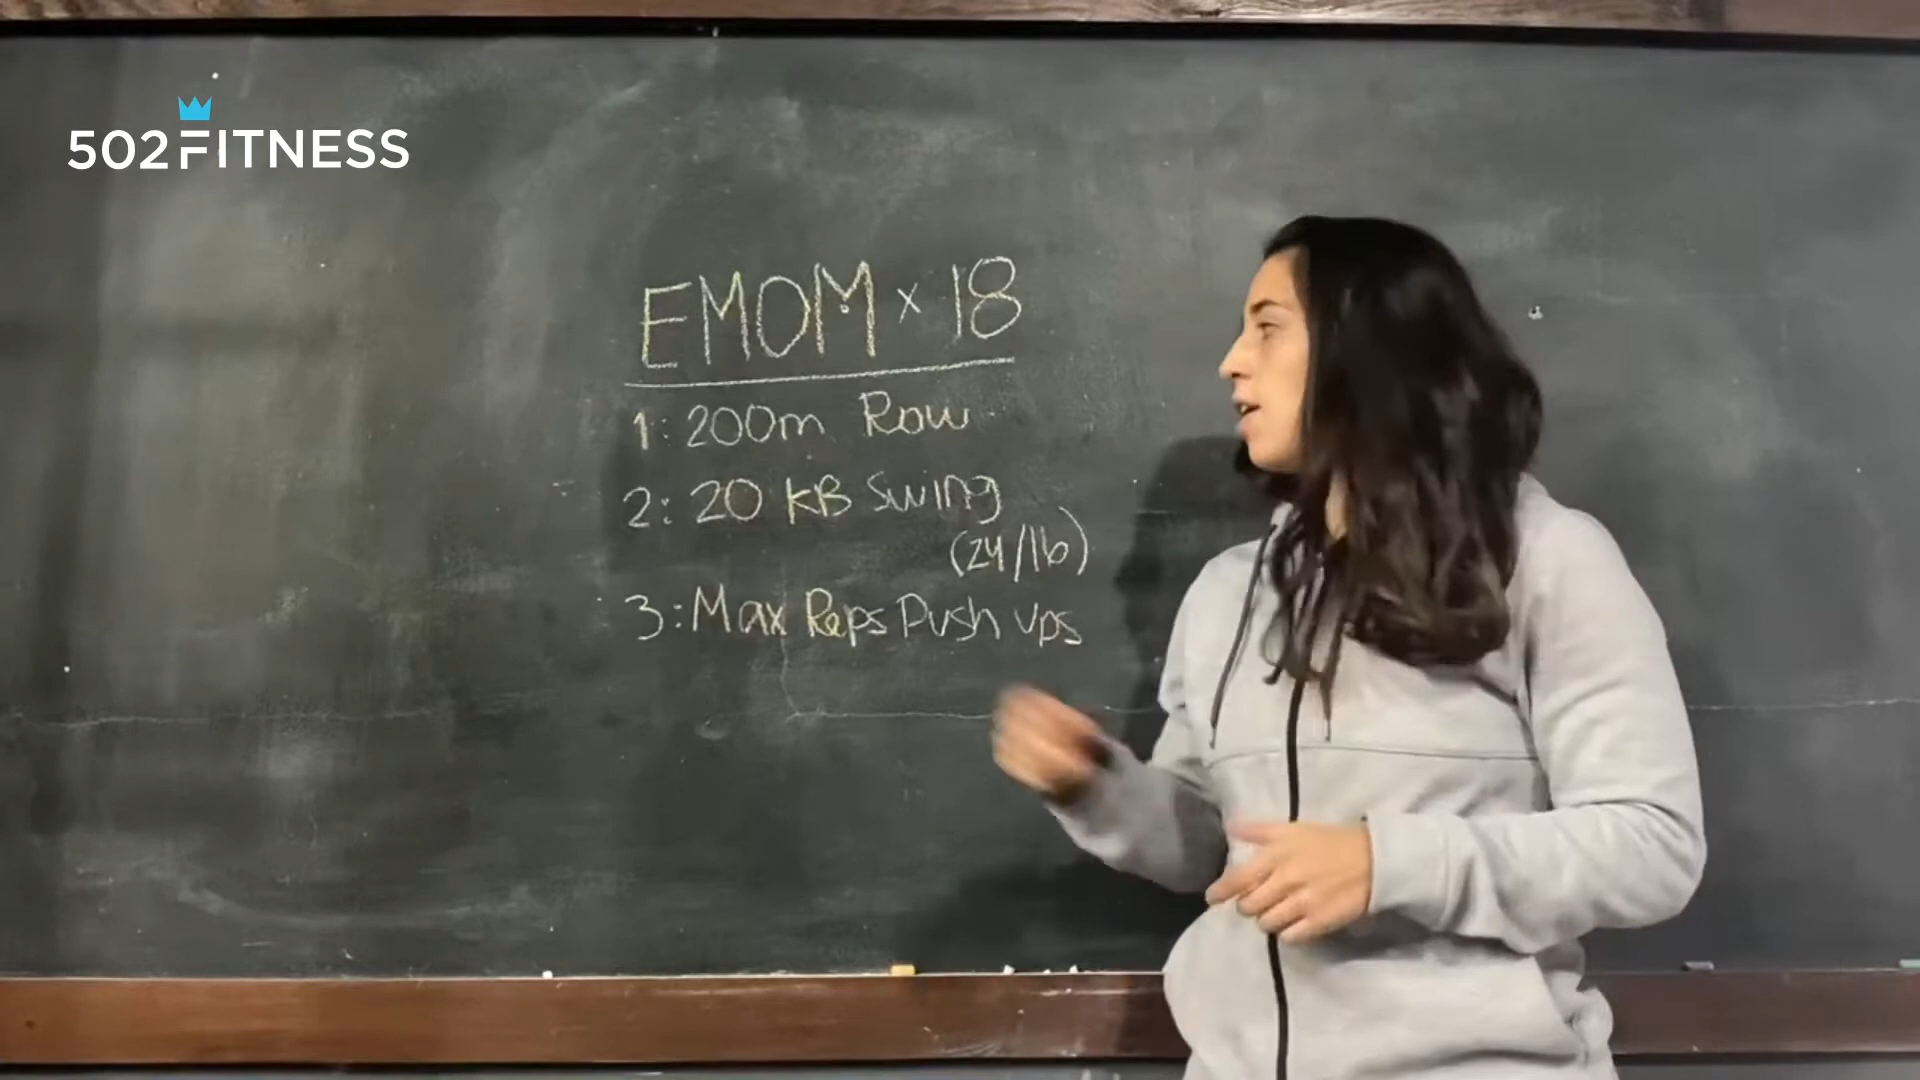 502FITNESS
EMOM x 18
1: 200m Row
2: 20 KB Swing
(24/16)
3: Max Reps Push ups